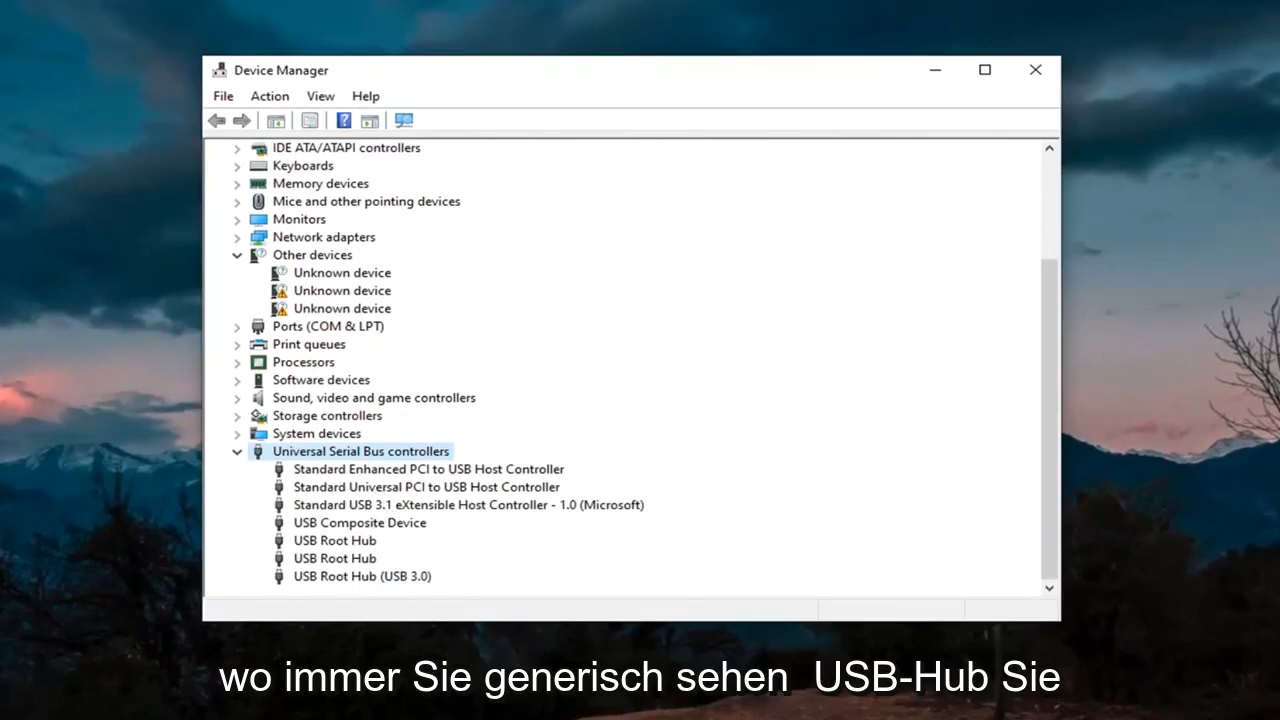 Device Manager
File Action View Help
IDE ATA/ATAPI controllers
Keyboards
Memory devices
Mice and other pointing devices
Monitors
Network adapters
Other devices
Unknown device
Unknown device
Unknown device
Ports (COM & LPT)
Print queues
Processors
Software devices
Sound, video and game controllers
Storage controllers
System devices
Universal Serial Bus controllers
Standard Enhanced PCI to USB Host Controller
Standard Universal PCI to USB Host Controller
Standard USB 3.1 eXtensible Host Controller - 1.0 (Microsoft)
USB Composite Device
USB Root Hub
USB Root Hub
USB Root Hub (USB 3.0)
wo immer Sie generisch sehen  USB-Hub Sie